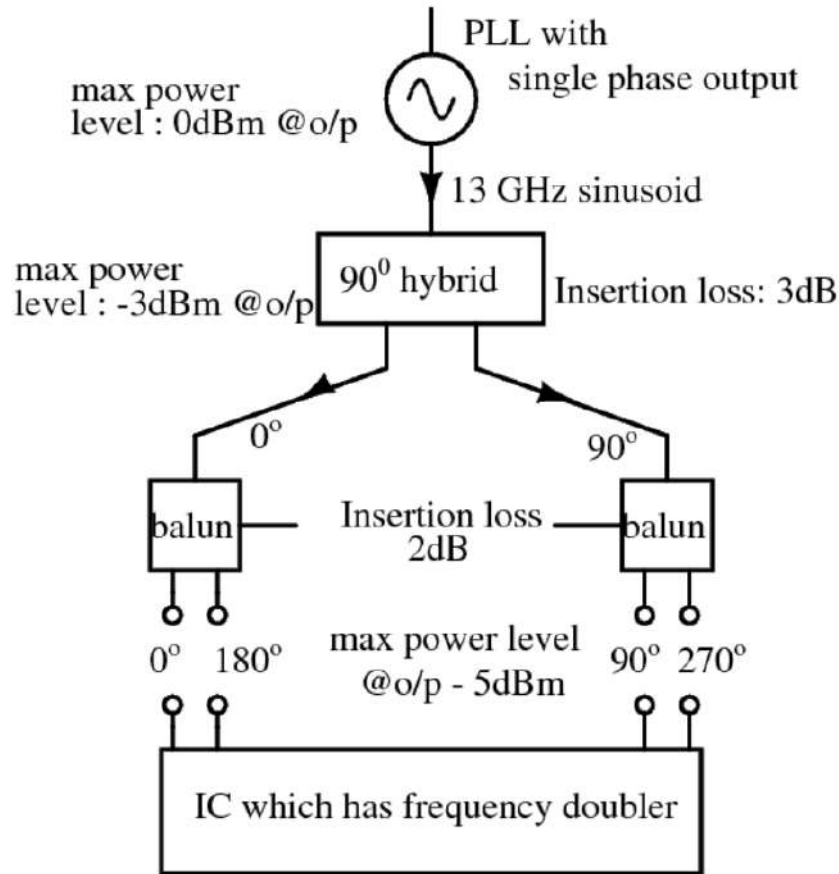 PLL with
single phase output
max power
level : 0dBm @o/p
13 GHz sinusoid
max power
level : -3dBm @o/p
90⁰ hybrid
Insertion loss: 3dB
0°
90°
balun
Insertion loss
2dB
balun
0° 180°
max power level
@o/p - 5dBm
90° 270°
IC which has frequency doubler